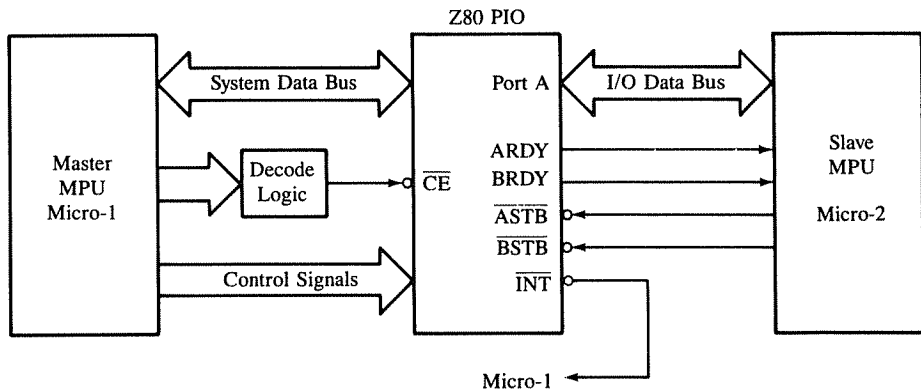 Z80 PIO
System Data Bus
Port A
I/O Data Bus
Master
MPU
Micro-1
Decode
Logic
CE
ARDY
BRDY
ASTB
BSTB
INT
Slave
MPU
Micro-2
Control Signals
Micro-1